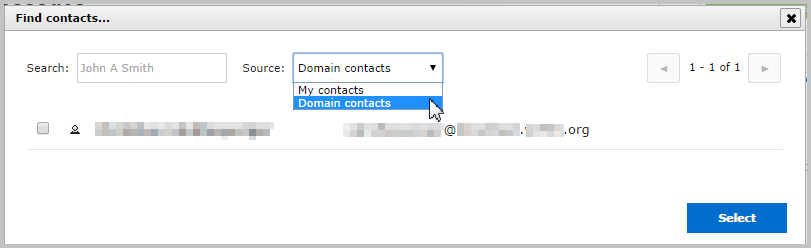 Find contacts...
Search: John A Smith Source: Domain contacts 1 - 1 of 1
My contacts
Domain contacts
@ . .org
Select